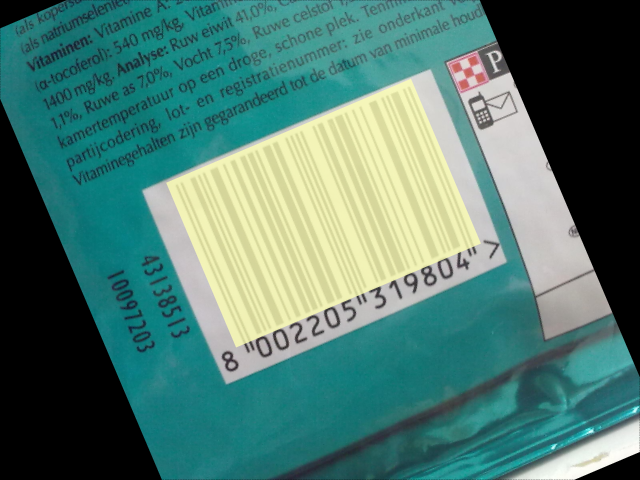 (als natriumselenie
Vitaminen: Vitamine A:
(α-tocoferol): 540 mg/kg, Vitamin
1400 mg/kg. Analyse: Ruw eiwit 41,0%,
1,1%, Ruwe as 7,0%, Vocht 7,5%. Ruwe celstof
kamertemperatuur op een droge, schone plek.
partijcodering, lot- en registratienummer: zie onderkant
Vitaminegehalten zijn gegarandeerd tot de datum van minimale houd
P
43138513
10097203
8 "002205"319804" >